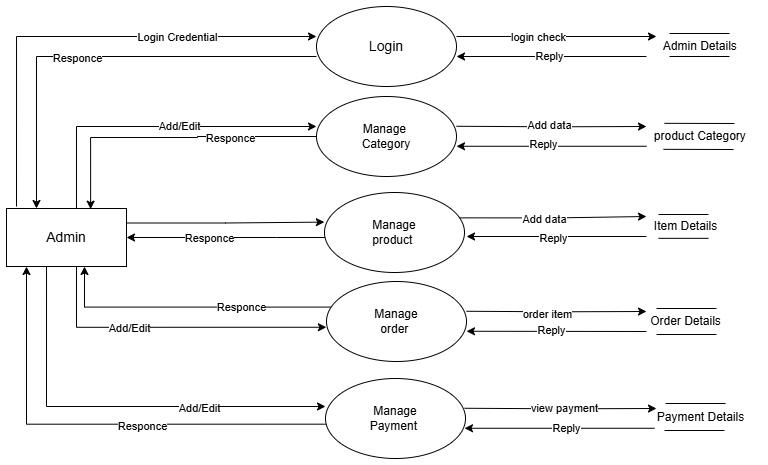 Login Credential
Login
login check
Admin Details
Responce
Reply
Add/Edit
Manage
Category
Add data
product Category
Responce
Reply
Admin
Manage
product
Add data
Item Details
Responce
Reply
Responce
Manage
order
order item
Order Details
Add/Edit
Reply
Add/Edit
Manage
Payment
view payment
Payment Details
Responce
Reply